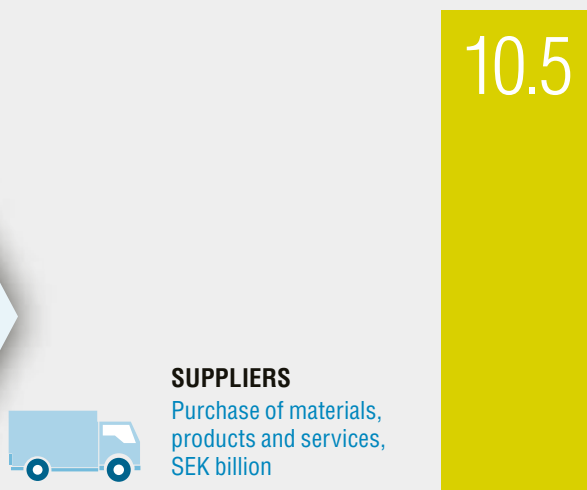 10.5
SUPPLIERS
Purchase of materials,
products and services,
SEK billion